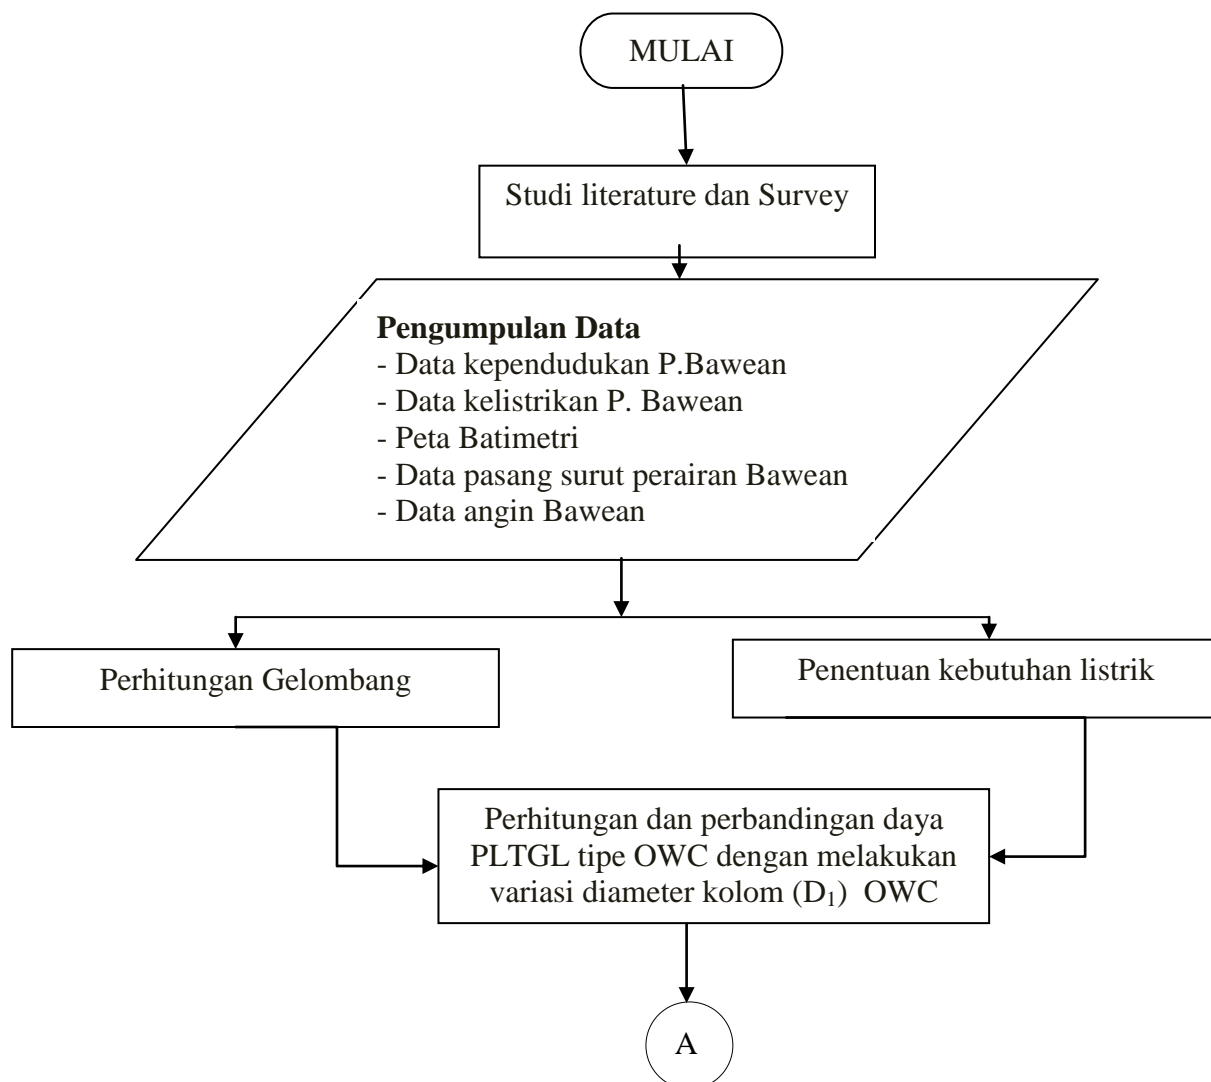 MULAI
Studi literature dan Survey
Pengumpulan Data
- Data kependudukan P.Bawean
- Data kelistrikan P. Bawean
- Peta Batimetri
- Data pasang surut perairan Bawean
- Data angin Bawean
Perhitungan Gelombang
Penentuan kebutuhan listrik
Perhitungan dan perbandingan daya
PLTGL tipe OWC dengan melakukan
variasi diameter kolom (D₁) OWC
A